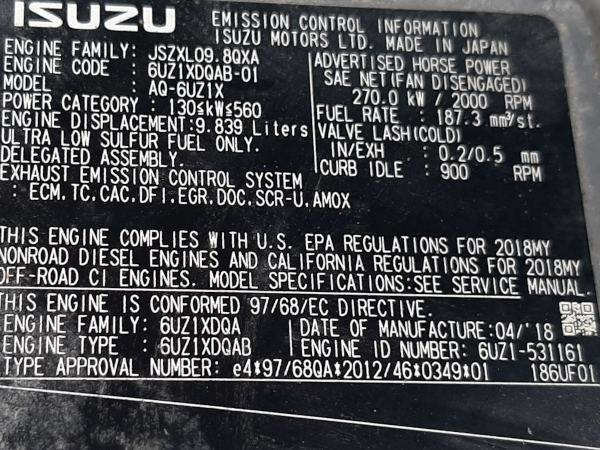 ISUZU
EMISSION CONTROL INFORMATION
ISUZU MOTORS LTD. MADE IN JAPAN
ENGINE FAMILY: JSZXL09.8QXA
ENGINE CODE : 6UZ1XDQAB-01
MODEL : AQ-6UZ1X
POWER CATEGORY : 130≤kW≤560
ENGINE DISPLACEMENT:9.839 Liters
ULTRA LOW SULFUR FUEL ONLY.
DELEGATED ASSEMBLY.
EXHAUST EMISSION CONTROL SYSTEM
: ECM.TC.CAC.DFI.EGR.DOC.SCR-U.AMOX
ADVERTISED HORSE POWER
SAE NET(FAN DISENGAGED)
270.0 kW / 2000 RPM
FUEL RATE : 187.3 mm³/st.
VALVE LASH(COLD)
IN/EXH : 0.2/0.5 mm
CURB IDLE : 900 RPM
THIS ENGINE COMPLIES WITH U.S. EPA REGULATIONS FOR 2018MY
NONROAD DIESEL ENGINES AND CALIFORNIA REGULATIONS FOR 2018MY
OFF-ROAD CI ENGINES. MODEL SPECIFICATIONS:SEE SERVICE MANUAL.
THIS ENGINE IS CONFORMED 97/68/EC DIRECTIVE.
ENGINE FAMILY: 6UZ1XDQA
ENGINE TYPE : 6UZ1XDQAB
DATE OF MANUFACTURE:04/'18
ENGINE ID NUMBER: 6UZ1-531161
TYPE APPROVAL NUMBER: e4*97/68QA*2012/46*0349*01
186UF01